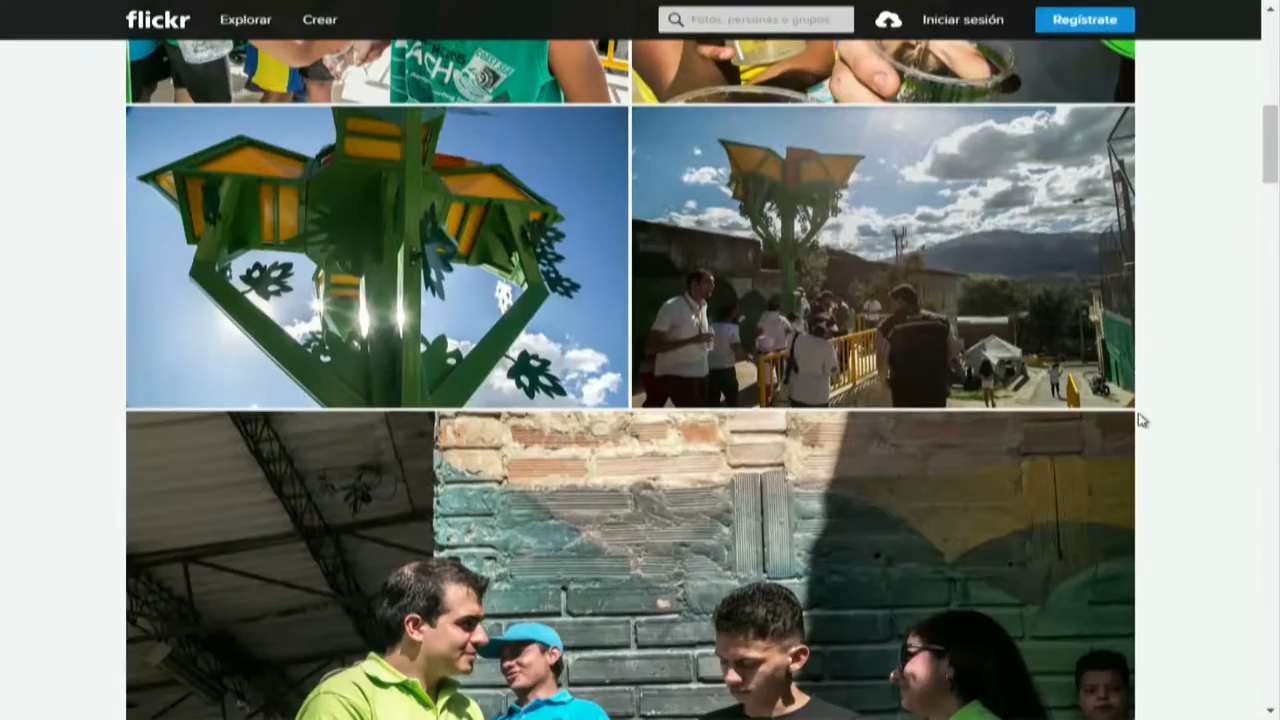 flickr
Explorar
Crear
Fotos, personas o grupos
Iniciar sesión
Regístrate